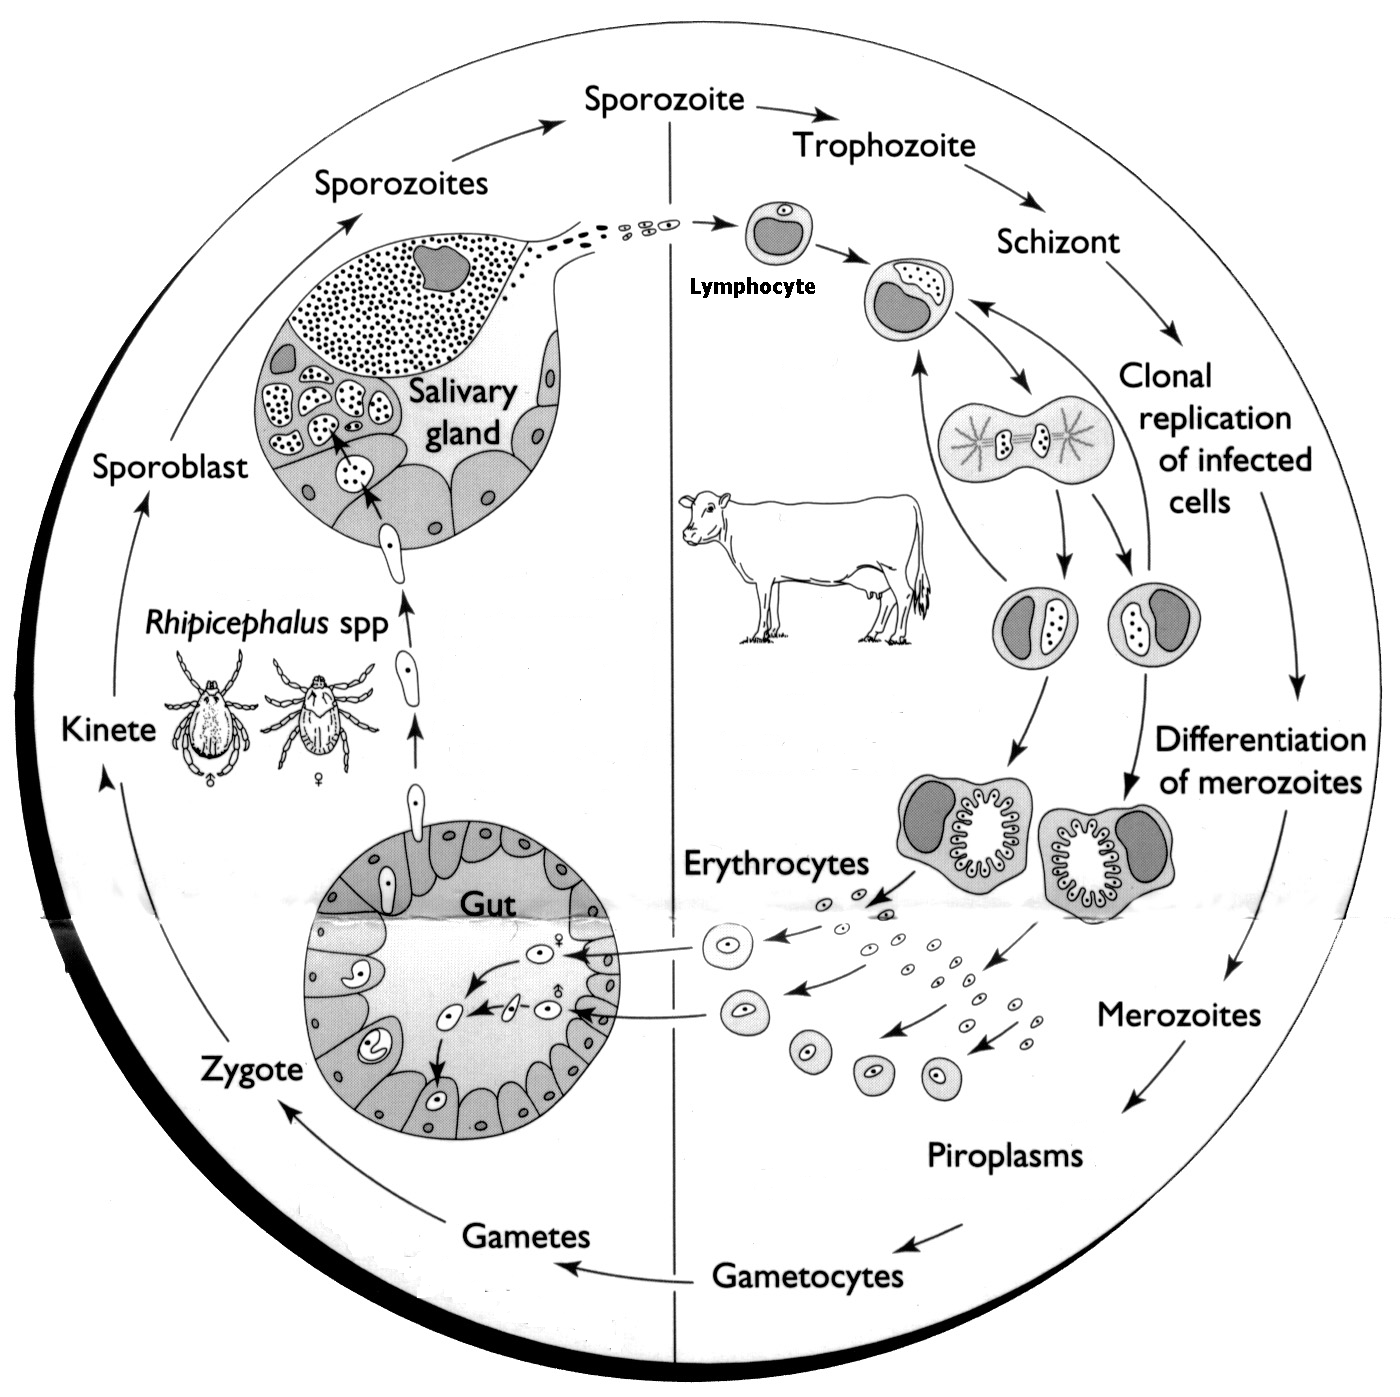 Sporozoite
Trophozoite
Sporozoites
Schizont
Lymphocyte
Clonal
replication
of infected
cells
Salivary
gland
Sporoblast
Rhipicephalus spp
♂
♀
Kinete
Differentiation
of merozoites
Erythrocytes
Gut
♀
♂
Merozoites
Zygote
Piroplasms
Gametes
Gametocytes